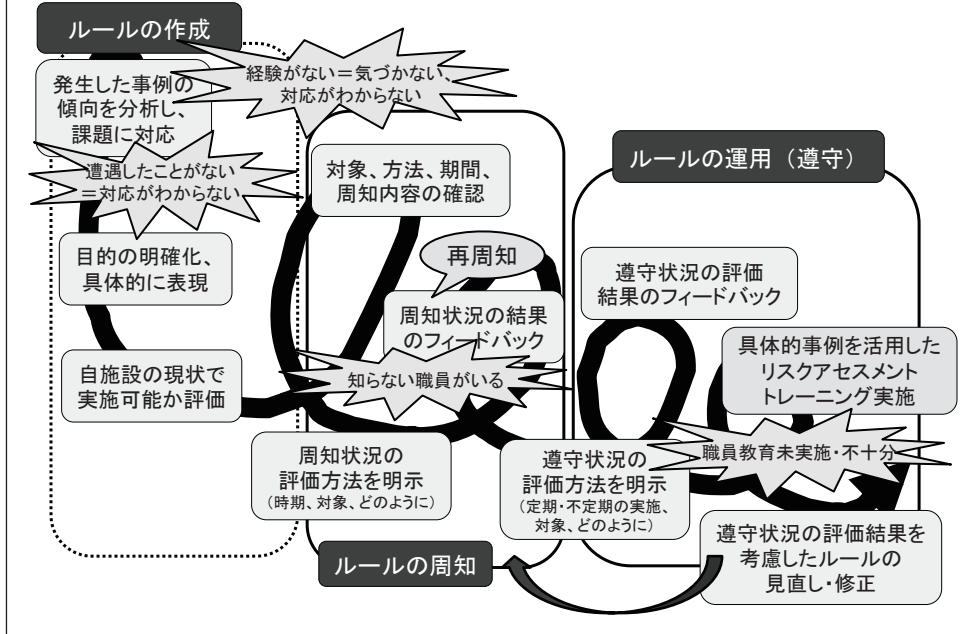 ルールの作成
発生した事例の
傾向を分析し、
課題に対応
経験がない＝気づかない、
対応がわからない
遭遇したことがない
＝対応がわからない
目的の明確化、
具体的に表現
自施設の現状で
実施可能か評価
対象、方法、期間、
周知内容の確認
再周知
周知状況の結果
のフィードバック
知らない職員がいる
周知状況の
評価方法を明示
（時期、対象、どのように）
ルールの周知
ルールの運用（遵守）
遵守状況の評価
結果のフィードバック
具体的事例を活用した
リスクアセスメント
トレーニング実施
職員教育未実施・不十分
遵守状況の
評価方法を明示
（定期・不定期の実施、
対象、どのように）
遵守状況の評価結果を
考慮したルールの
見直し・修正